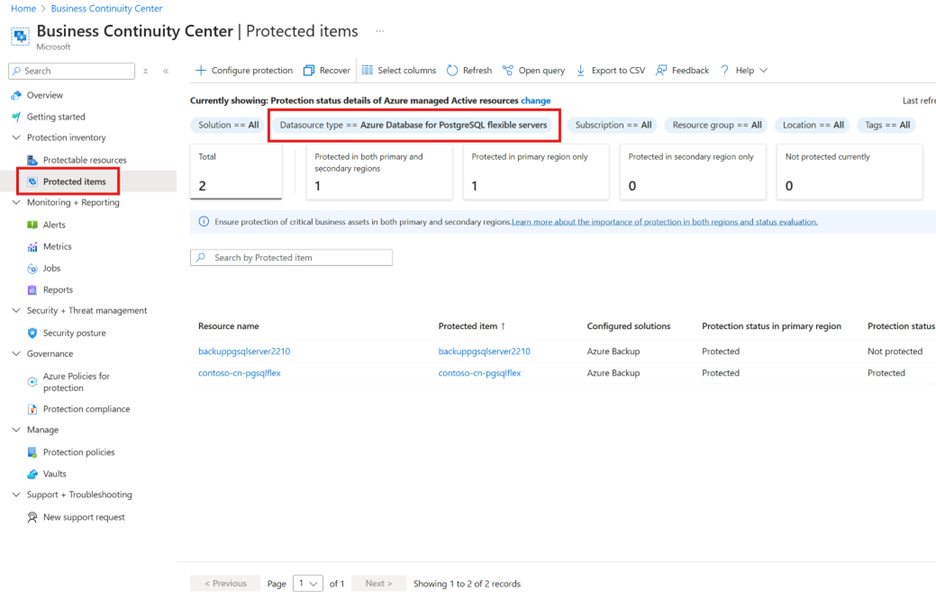 Home > Business Continuity Center
Business Continuity Center | Protected items ...
Microsoft
Search
Overview
Getting started
Protection inventory
Protectable resources
Protected items
Monitoring + Reporting
Alerts
Metrics
Jobs
Reports
Security + Threat management
Security posture
Governance
Azure Policies for
protection
Protection compliance
Manage
Protection policies
Vaults
Support + Troubleshooting
New support request
Configure protection Recover Select columns Refresh Open query Export to CSV Feedback Help
Currently showing: Protection status details of Azure managed Active resources change Last refre
Solution == All Datasource type == Azure Database for PostgreSQL flexible servers Subscription == All Resource group == All Location == All Tags == All
Total
2
Protected in both primary and
secondary regions
1
Protected in primary region only
1
Protected in secondary region only
0
Not protected currently
0
Ensure protection of critical business assets in both primary and secondary regions.Learn more about the importance of protection in both regions and status evaluation.
Search by Protected item
Resource name Protected item ↑ Configured solutions Protection status in primary region Protection status
backuppgsqlserver2210 backuppgsqlserver2210 Azure Backup Protected Not protected
contoso-cn-pgsqlflex contoso-cn-pgsqlflex Azure Backup Protected Protected
< Previous Page 1 of 1 Next > Showing 1 to 2 of 2 records